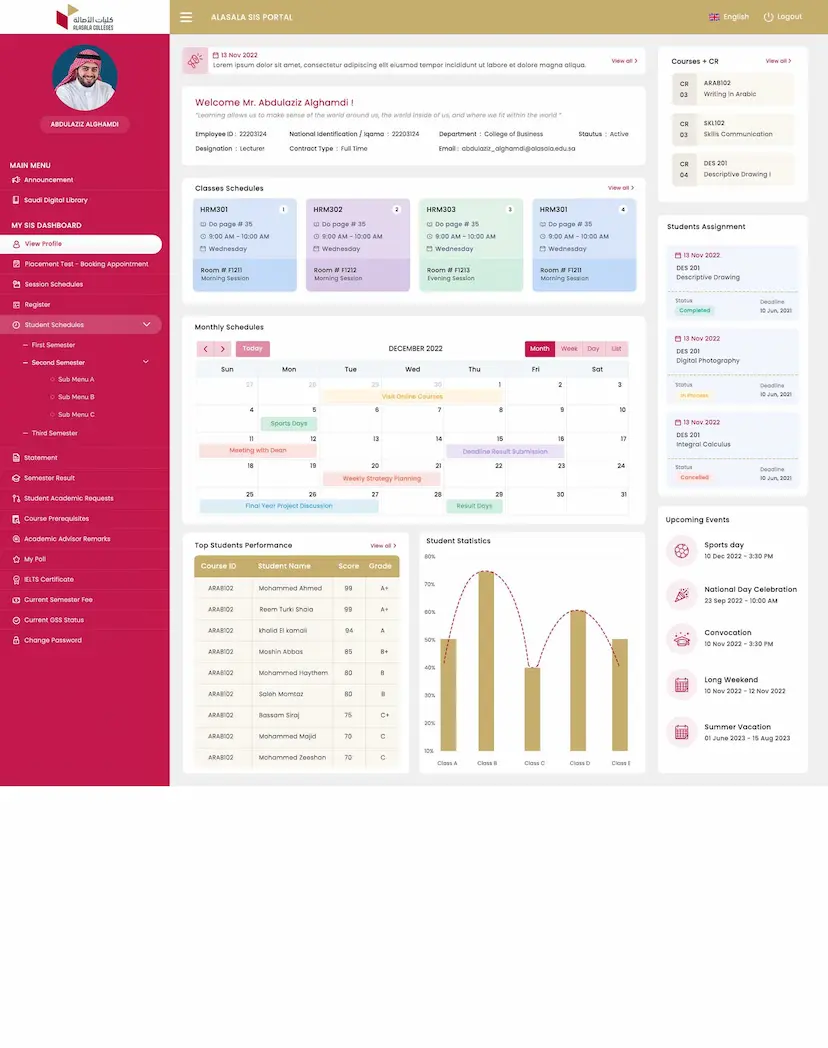 كليات الأصالة
ALASALA COLLEGES
ALASALA SIS PORTAL
English
Logout
ABDULAZIZ ALGHAMDI
MAIN MENU
Announcement
Saudi Digital Library
MY SIS DASHBOARD
View Profile
Placement Test - Booking Appointment
Session Schedules
Register
Student Schedules
First Semester
Second Semester
Sub Menu A
Sub Menu B
Sub Menu C
Third Semester
Statement
Semester Result
Student Academic Requests
Course Prerequisites
Academic Advisor Remarks
My Poll
IELTS Certificate
Current Semester Fee
Current GSS Status
Change Password
13 Nov 2022
Lorem ipsum dolor sit amet, consectetur adipiscing elit eiusmod tempor incididunt ut labore et dolore magna aliqua.
View all >
Welcome Mr. Abdulaziz Alghamdi !
"Learning allows us to make sense of the world around us, the world inside of us, and where we fit within the world "
Employee ID : 22203124 National Identification / Iqama : 22203124 Department : College of Business Stautus : Active
Designation : Lecturer Contract Type : Full Time Email : abdulaziz_alghamdi@alasala.edu.sa
Classes Schedules
View all >
HRM301 1
Do page # 35
9:00 AM - 10:00 AM
Wednesday
Room # F1211
Morning Session
HRM302 2
Do page # 35
9:00 AM - 10:00 AM
Wednesday
Room # F1212
Morning Session
HRM303 3
Do page # 35
9:00 AM - 10:00 AM
Wednesday
Room # F1213
Evening Session
HRM301 4
Do page # 35
9:00 AM - 10:00 AM
Wednesday
Room # F1211
Morning Session
Monthly Schedules
Today
DECEMBER 2022
Month Week Day List
Sun Mon Tue Wed Thu Fri Sat
27 28 29 30 1 2 3
Visit Online Courses
4 5 6 7 8 9 10
Sports Days
11 12 13 14 15 16 17
Meeting with Dean
Deadline Result Submission
18 19 20 21 22 23 24
Weekly Strategy Planning
25 26 27 28 29 30 31
Final Year Project Discussion
Result Days
Top Students Performance
View all >
Course ID Student Name Score Grade
ARAB102 Mohammed Ahmed 99 A+
ARAB102 Reem Turki Shaia 99 A+
ARAB102 khalid El kamali 94 A
ARAB102 Moshin Abbas 85 B+
ARAB102 Mohammed Haythem 80 B
ARAB102 Saleh Momtaz 80 B
ARAB102 Bassam Siraj 75 C+
ARAB102 Mohammed Majid 70 C
ARAB102 Mohammed Zeeshan 70 C
Student Statistics
80%
70%
60%
50%
40%
30%
20%
10%
Class A Class B Class C Class D Class E
Courses + CR
View all >
CR
03
ARAB102
Writing in Arabic
CR
03
SKL102
Skills Communication
CR
04
DES 201
Descriptive Drawing I
Students Assignment
13 Nov 2022
DES 201
Descriptive Drawing
Status
Completed
Deadline
10 Jun, 2021
13 Nov 2022
DES 201
Digital Photography
Status
In Process
Deadline
10 Jun, 2021
13 Nov 2022
DES 201
Integral Calculus
Status
Cancelled
Deadline
10 Jun, 2021
Upcoming Events
Sports day
10 Dec 2022 - 3:30 PM
National Day Celebration
23 Sep 2022 - 10:00 AM
Convocation
10 Nov 2022 - 3:30 PM
Long Weekend
10 Nov 2022 - 12 Nov 2022
Summer Vacation
01 June 2023 - 15 Aug 2023